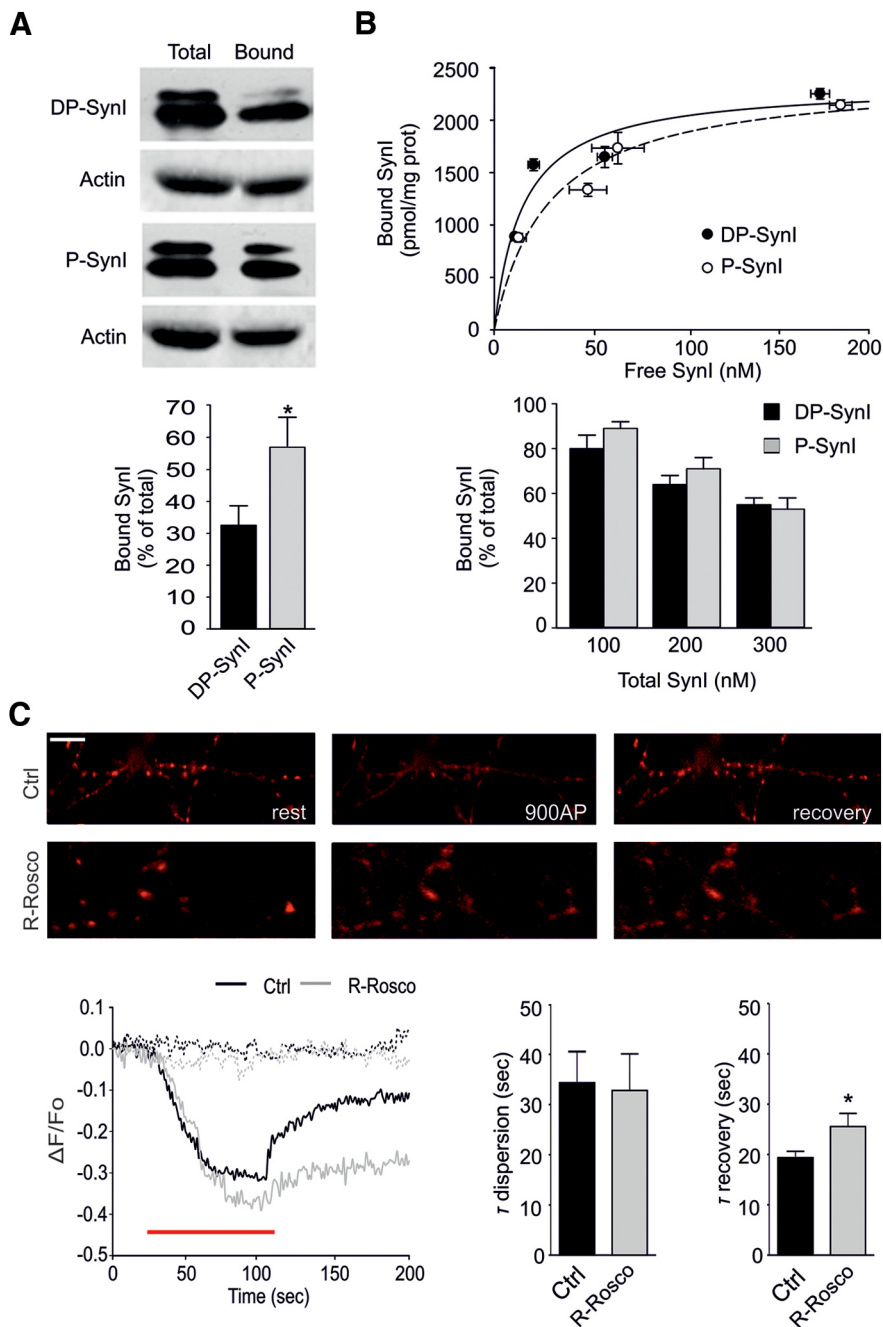 A
Total Bound
DP-SynI
Actin
P-SynI
Actin
70
60
50
40
30
20
10
0
Bound SynI
(% of total)
*
DP-SynI
P-SynI
B
2500
2000
1500
1000
500
0
Bound SynI
(pmol/mg prot)
DP-SynI
P-SynI
0 50 100 150 200
Free SynI (nM)
100
80
60
40
20
0
Bound SynI
(% of total)
DP-SynI
P-SynI
100 200 300
Total SynI (nM)
C
Ctrl
rest
900AP
recovery
R-Rosco
Ctrl R-Rosco
0.1
0.0
-0.1
-0.2
-0.3
-0.4
-0.5
ΔF/Fo
0 50 100 150 200
Time (sec)
50
40
30
20
10
0
τ dispersion (sec)
Ctrl
R-Rosco
50
40
30
20
10
0
τ recovery (sec)
*
Ctrl
R-Rosco